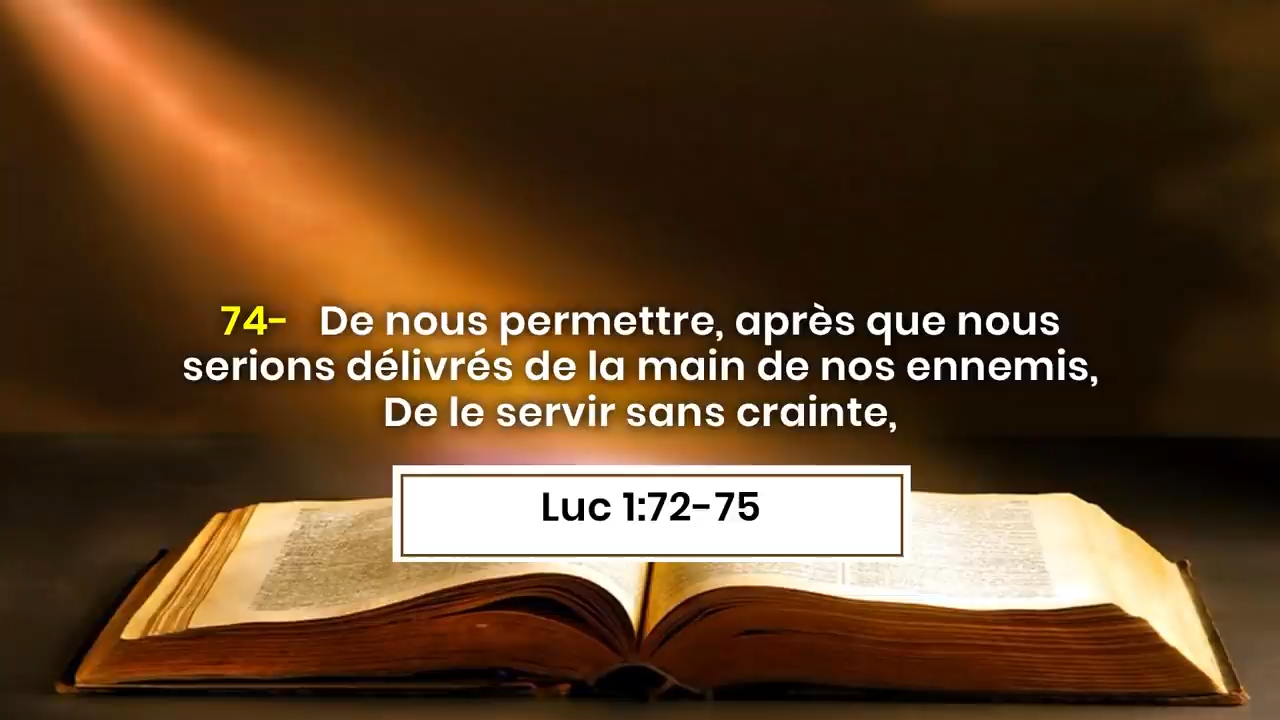 74- De nous permettre, après que nous
serions délivrés de la main de nos ennemis,
De le servir sans crainte,
Luc 1:72-75